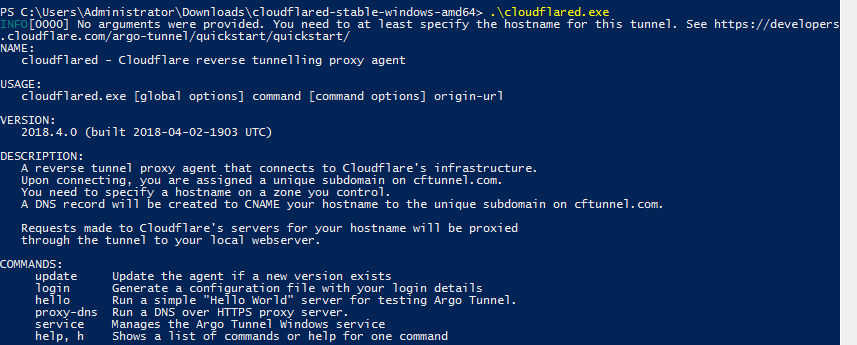 PS C:\Users\Administrator\Downloads\cloudflared-stable-windows-amd64> .\cloudflared.exe
INFO[0000] No arguments were provided. You need to at least specify the hostname for this tunnel. See https://developers
.cloudflare.com/argo-tunnel/quickstart/quickstart/
NAME:
   cloudflared - Cloudflare reverse tunnelling proxy agent

USAGE:
   cloudflared.exe [global options] command [command options] origin-url

VERSION:
   2018.4.0 (built 2018-04-02-1903 UTC)

DESCRIPTION:
   A reverse tunnel proxy agent that connects to Cloudflare's infrastructure.
   Upon connecting, you are assigned a unique subdomain on cftunnel.com.
   You need to specify a hostname on a zone you control.
   A DNS record will be created to CNAME your hostname to the unique subdomain on cftunnel.com.

   Requests made to Cloudflare's servers for your hostname will be proxied
   through the tunnel to your local webserver.

COMMANDS:
     update     Update the agent if a new version exists
     login      Generate a configuration file with your login details
     hello      Run a simple "Hello World" server for testing Argo Tunnel.
     proxy-dns  Run a DNS over HTTPS proxy server.
     service    Manages the Argo Tunnel Windows service
     help, h    Shows a list of commands or help for one command